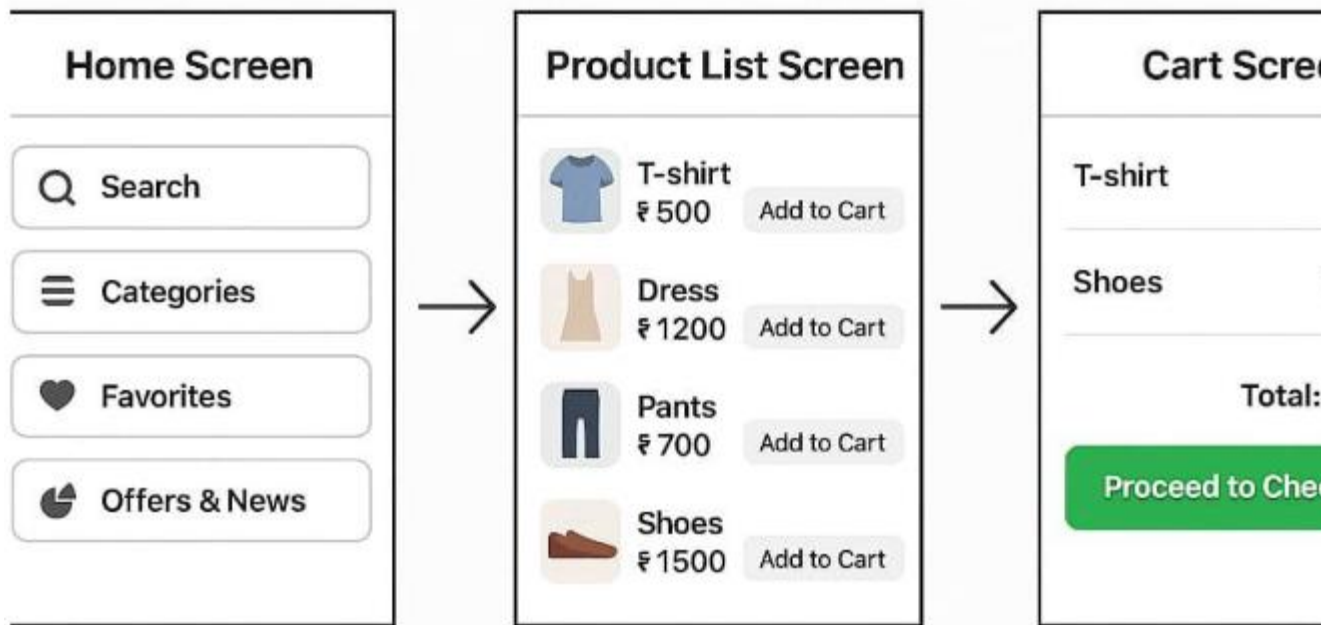 Home Screen
Search
Categories
Favorites
Offers & News
Product List Screen
T-shirt
₹ 500 Add to Cart
Dress
₹ 1200 Add to Cart
Pants
₹ 700 Add to Cart
Shoes
₹ 1500 Add to Cart
Cart
T-shirt
Shoes
Total:
Proceed to